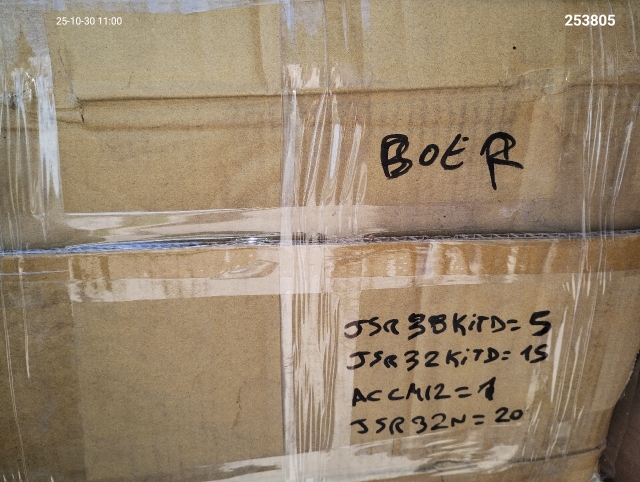 25-10-30 11:00
253805
BOER
JSR 38KiTD=5
JSR 32KiTD=15
ACCM12=1
JSR 32N=20